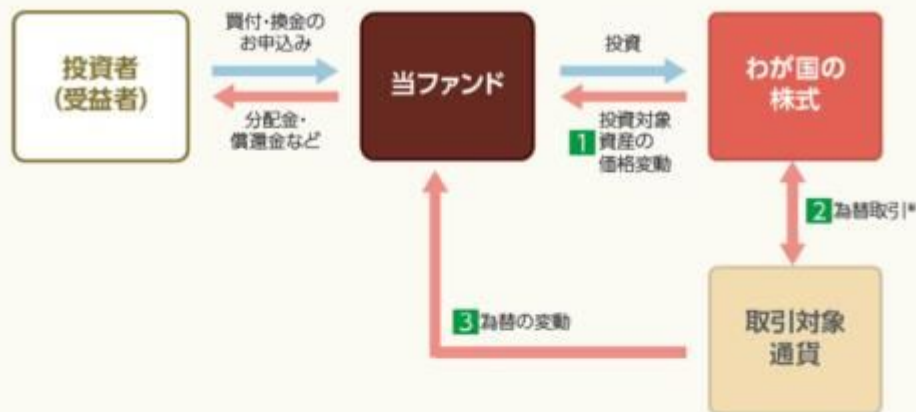 買付・換金の
お申込み
投資者
(受益者)
分配金・
償還金など
当ファンド
投資
1 投資対象
資産の
価格変動
わが国の
株式
2 為替取引*
3 為替の変動
取引対象
通貨